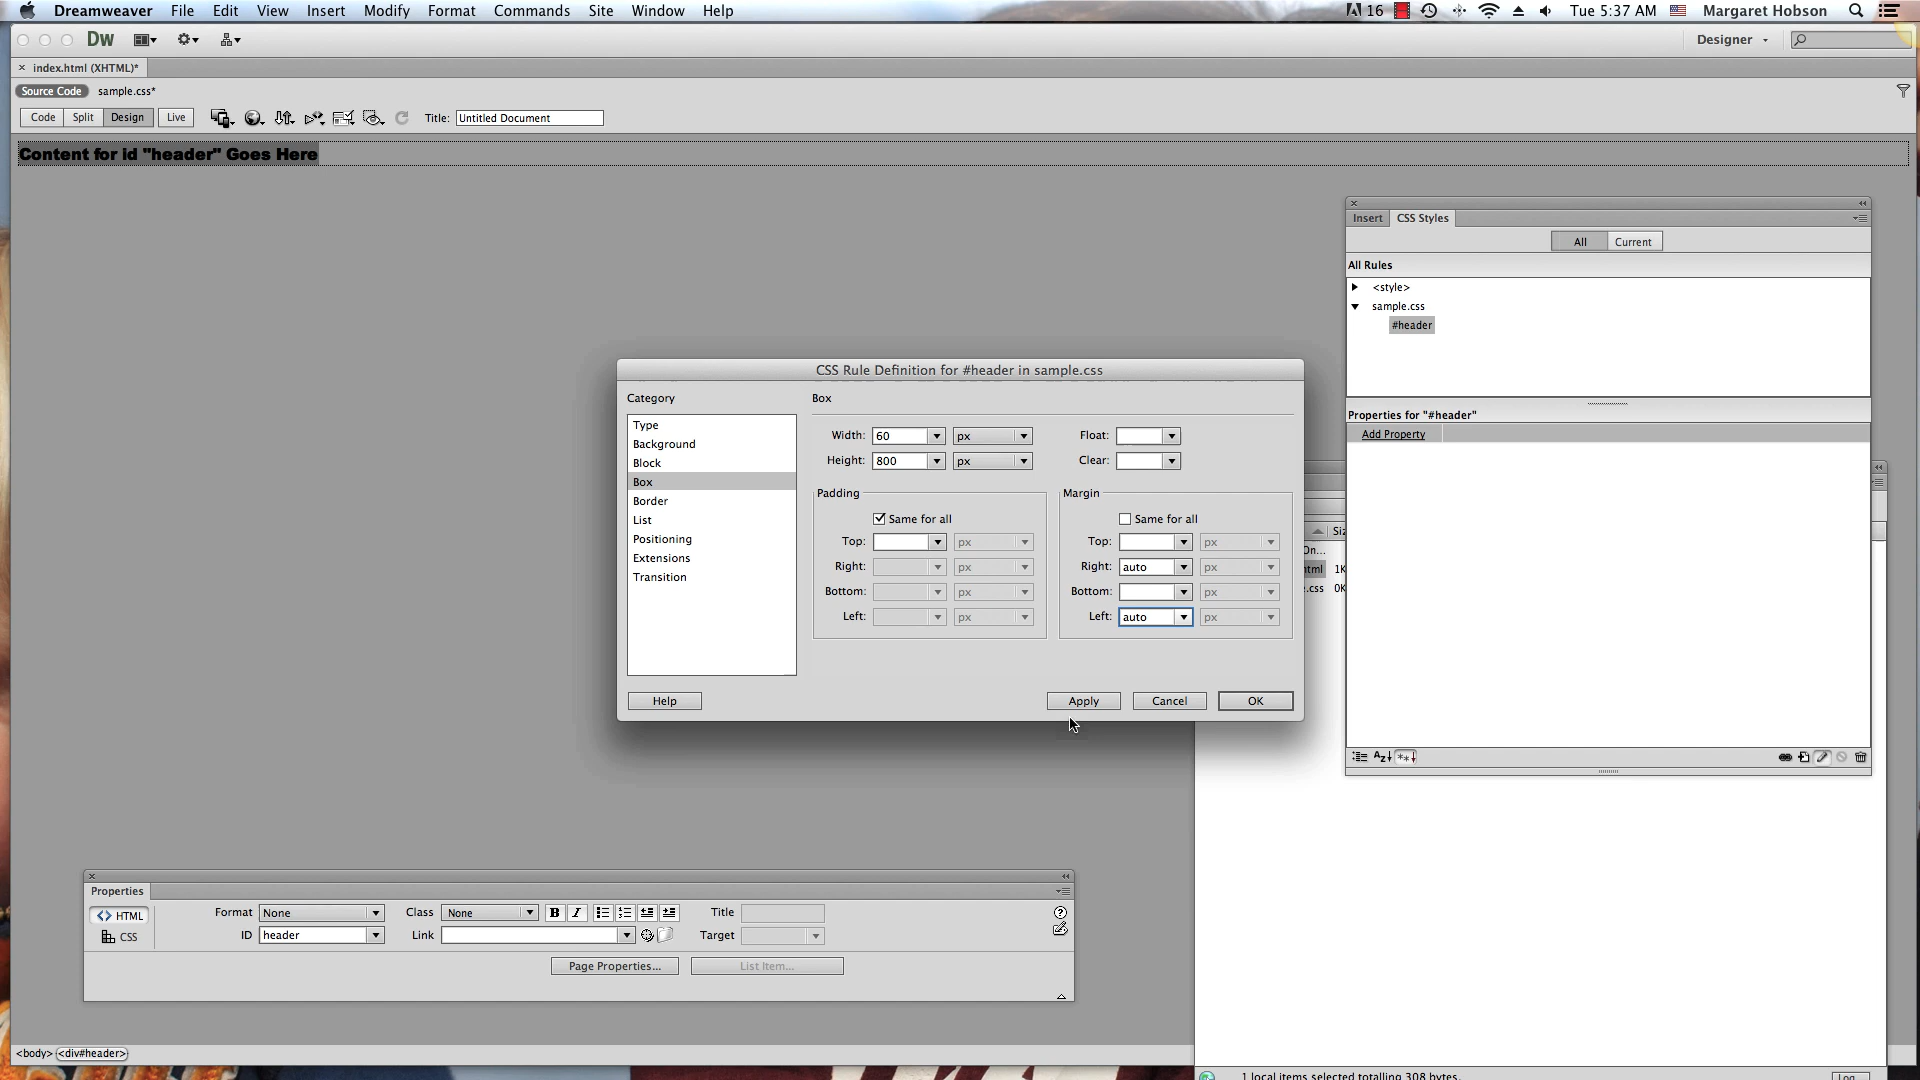 Dreamweaver File Edit View Insert Modify Format Commands Site Window Help 16 Tue 5:37 AM Margaret Hobson
Dw Designer
index.html (XHTML)*
Source Code sample.css*
Code Split Design Live Title: Untitled Document
Content for id "header" Goes Here
Insert CSS Styles
All Current
All Rules
<style>
sample.css
#header
CSS Rule Definition for #header in sample.css
Category Box
Type
Background
Block
Box
Border
List
Positioning
Extensions
Transition
Width: 60 px Float:
Height: 800 px Clear:
Padding Margin
Same for all Same for all
Top: px Top: px
Right: px Right: auto px
Bottom: px Bottom: px
Left: px Left: auto px
Help Apply Cancel OK
Properties for "#header"
Add Property
On...
1K
Properties
HTML Format None Class None B I Title
CSS ID header Link Target
Page Properties... List Item...
<body> <div#header>
1 local items selected totalling 308 bytes.